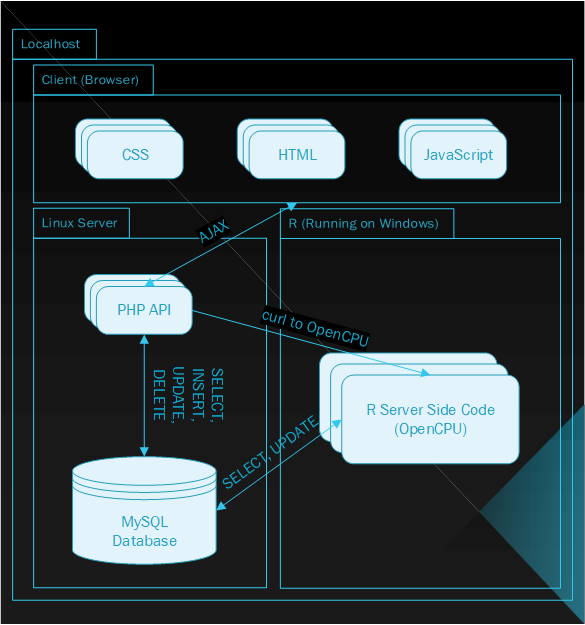 Localhost
Client (Browser)
CSS
HTML
JavaScript
Linux Server
R (Running on Windows)
AJAX
PHP API
curl to OpenCPU
SELECT,
INSERT,
UPDATE,
DELETE
R Server Side Code
(OpenCPU)
SELECT, UPDATE
MySQL
Database